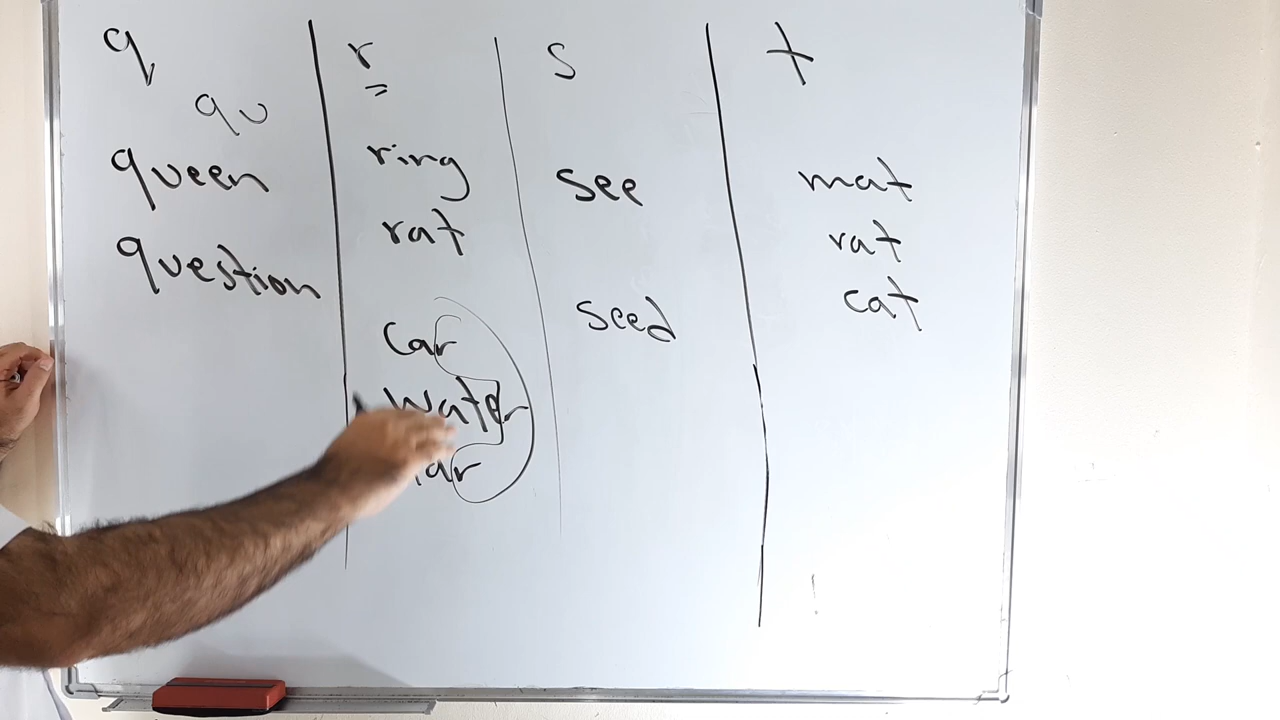 q
qu
queen
question
r
ring
rat
car
water
s
see
seed
t
mat
rat
cat